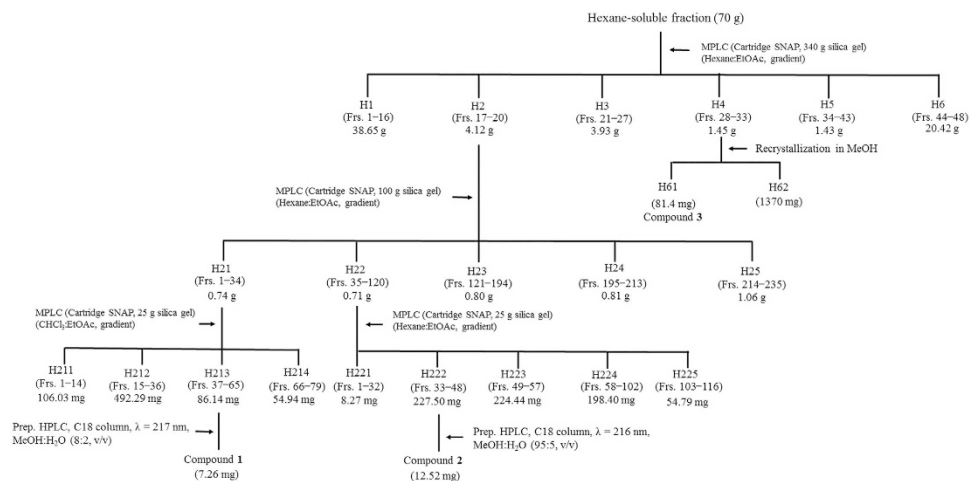 Hexane-soluble fraction (70 g)
MPLC (Cartridge SNAP, 340 g silica gel)
(Hexane:EtOAc, gradient)
H1
(Frs. 1–16)
38.65 g
H2
(Frs. 17–20)
4.12 g
H3
(Frs. 21–27)
3.93 g
H4
(Frs. 28–33)
1.45 g
H5
(Frs. 34–43)
1.43 g
H6
(Frs. 44–48)
20.42 g
Recrystallization in MeOH
H61
(81.4 mg)
Compound 3
H62
(1370 mg)
MPLC (Cartridge SNAP, 100 g silica gel)
(Hexane:EtOAc, gradient)
H21
(Frs. 1–34)
0.74 g
H22
(Frs. 35–120)
0.71 g
H23
(Frs. 121–194)
0.80 g
H24
(Frs. 195–213)
0.81 g
H25
(Frs. 214–235)
1.06 g
MPLC (Cartridge SNAP, 25 g silica gel)
(CHCl₃:EtOAc, gradient)
MPLC (Cartridge SNAP, 25 g silica gel)
(Hexane:EtOAc, gradient)
H211
(Frs. 1–14)
106.03 mg
H212
(Frs. 15–36)
492.29 mg
H213
(Frs. 37–65)
86.14 mg
H214
(Frs. 66–79)
54.94 mg
H221
(Frs. 1–32)
8.27 mg
H222
(Frs. 33–48)
227.50 mg
H223
(Frs. 49–57)
224.44 mg
H224
(Frs. 58–102)
198.40 mg
H225
(Frs. 103–116)
54.79 mg
Prep. HPLC, C18 column, λ = 217 nm,
MeOH:H₂O (8:2, v/v)
Prep. HPLC, C18 column, λ = 216 nm,
MeOH:H₂O (95:5, v/v)
Compound 1
(7.26 mg)
Compound 2
(12.52 mg)